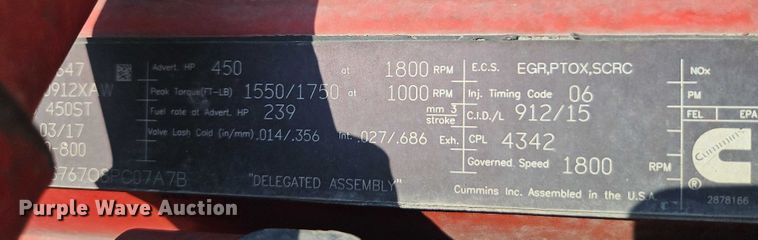 647
0912XAW
450ST
03/17
0-800
S767OSPC07A7B
Advert. HP 450 at 1800 RPM
Peak Torque(FT-LB) 1550/1750 at 1000 RPM
Fuel rate at Advert. HP 239 mm 3 stroke
Valve Lash Cold (in/mm) .014/.356 Int. .027/.686 Exh.
"DELEGATED ASSEMBLY"
E.C.S. EGR,PTOX,SCRC
Inj. Timing Code 06
C.I.D./L 912/15
CPL 4342
Governed Speed 1800 RPM
Cummins Inc. Assembled in the U.S.A.
NOx
PM
FEL EPA
Cummins
®
2878166
Purple Wave Auction